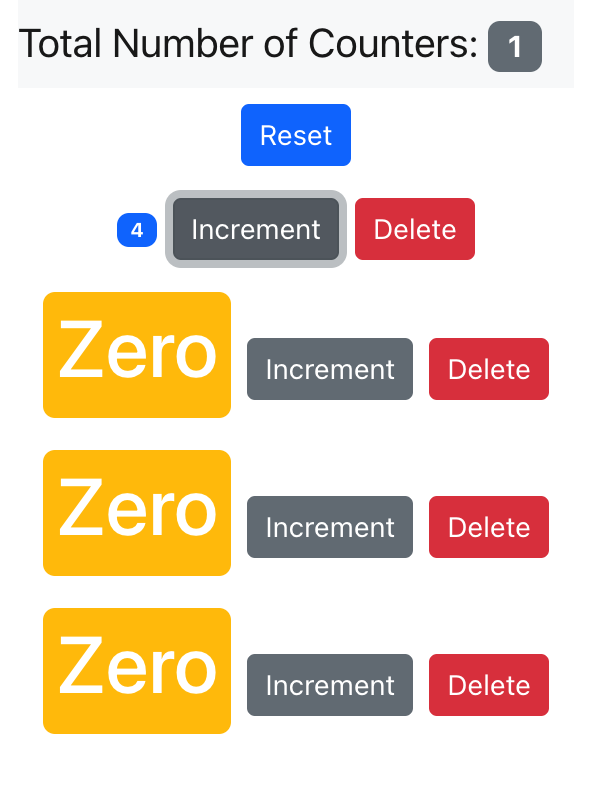 Total Number of Counters: 1
Reset
4 Increment Delete
Zero Increment Delete
Zero Increment Delete
Zero Increment Delete